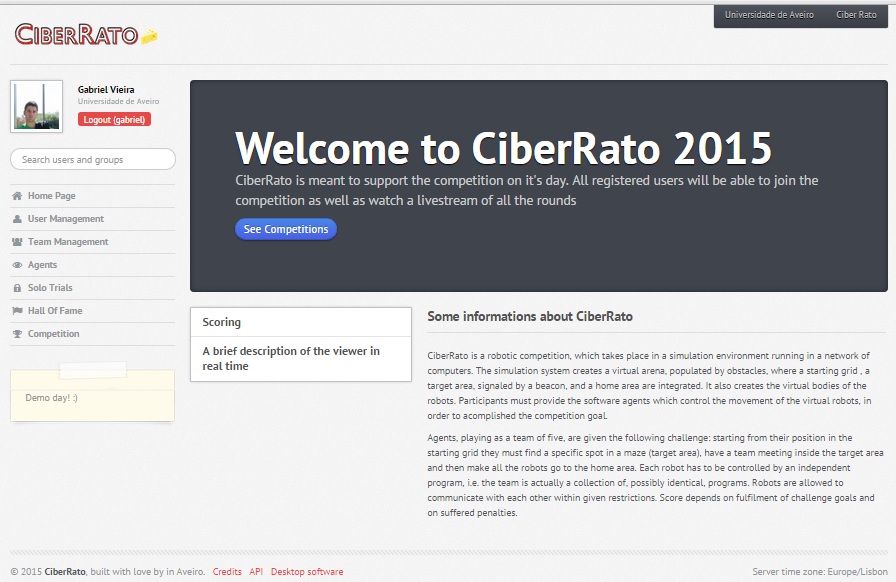 Universidade de Aveiro
Ciber Rato
CIBERRATO
Gabriel Vieira
Universidade de Aveiro
Logout (gabriel)
Search users and groups
Home Page
User Management
Team Management
Agents
Solo Trials
Hall Of Fame
Competition
Demo day! :)
Welcome to CiberRato 2015
CiberRato is meant to support the competition on it's day. All registered users will be able to join the
competition as well as watch a livestream of all the rounds
See Competitions
Scoring
A brief description of the viewer in
real time
Some informations about CiberRato
CiberRato is a robotic competition, which takes place in a simulation environment running in a network of
computers. The simulation system creates a virtual arena, populated by obstacles, where a starting grid , a
target area, signaled by a beacon, and a home area are integrated. It also creates the virtual bodies of the
robots. Participants must provide the software agents which control the movement of the virtual robots, in
order to acomplished the competition goal.
Agents, playing as a team of five, are given the following challenge: starting from their position in the
starting grid they must find a specific spot in a maze (target area), have a team meeting inside the target area
and then make all the robots go to the home area. Each robot has to be controlled by an independent
program, i.e. the team is actually a collection of, possibly identical, programs. Robots are allowed to
communicate with each other within given restrictions. Score depends on fulfilment of challenge goals and
on suffered penalties.
© 2015 CiberRato, built with love by in Aveiro. Credits API Desktop software
Server time zone: Europe/Lisbon